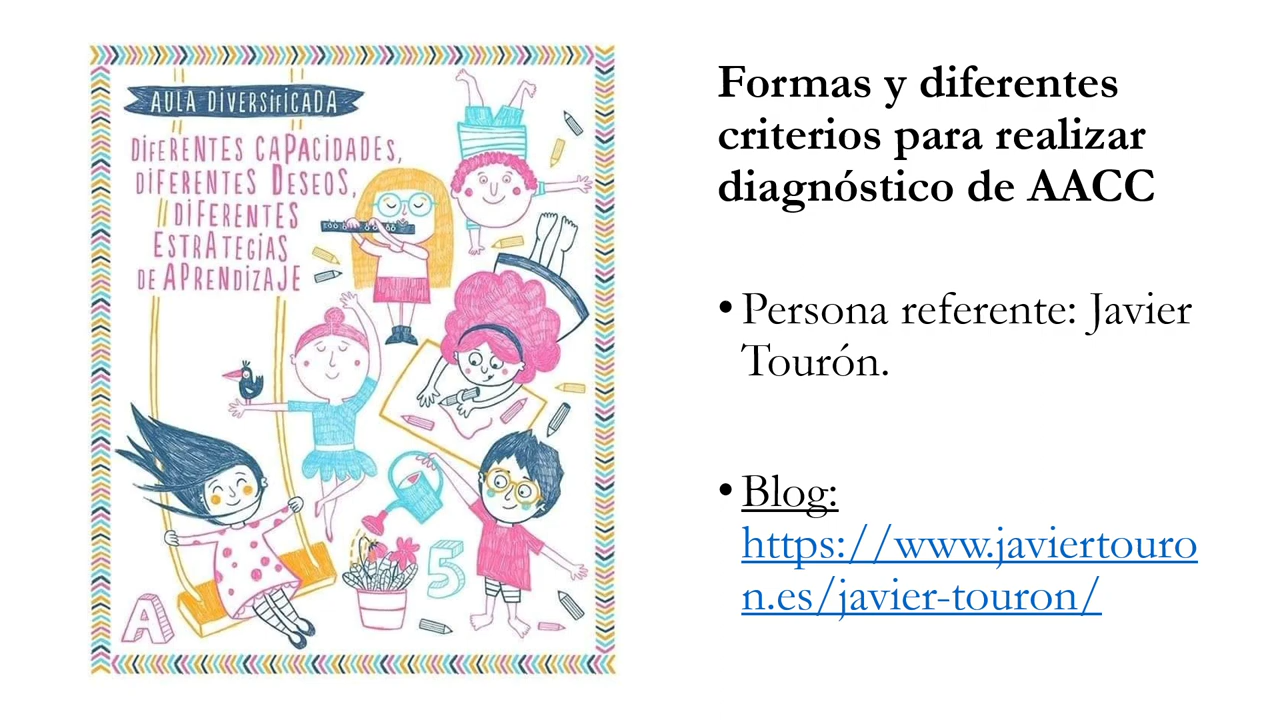 AULA DIVERSiFiCADA
DiFERENTES CAPACiDADES,
DiFERENTES DESEOS,
DiFERENTES
ESTRATEGiAS
DE APRENDiZAJE
A
5
Formas y diferentes
criterios para realizar
diagnóstico de AACC
• Persona referente: Javier
Tourón.
• Blog:
https://www.javiertouro
n.es/javier-touron/